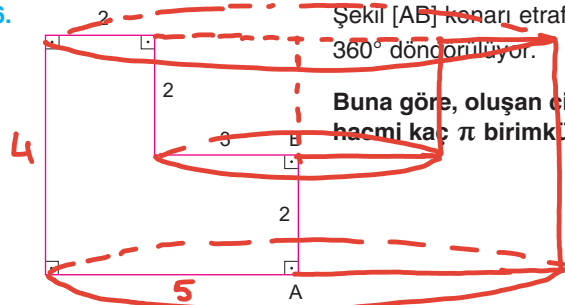 6.
Şekil [AB] kenarı etraf
360° döndürülüyor.
Buna göre, oluşan ci
hacmi kaç π birimkü
2
2
3
B
2
A
4
5